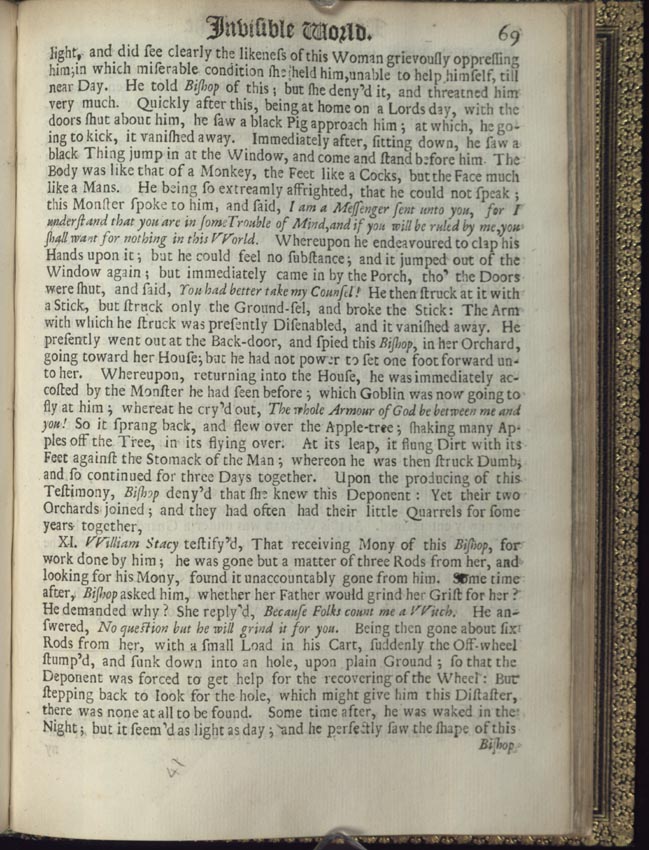 Invisible World. 69
light, and did see clearly the likeness of this Woman grievously oppressing
him; in which miserable condition she held him, unable to help himself, till
near Day. He told Bishop of this; but she deny'd it, and threatned him
very much. Quickly after this, being at home on a Lords day, with the
doors shut about him, he saw a black Pig approach him; at which, he go-
ing to kick, it vanished away. Immediately after, sitting down, he saw a
black Thing jump in at the Window, and come and stand before him. The
Body was like that of a Monkey, the Feet like a Cocks, but the Face much
like a Mans. He being so extreamly affrighted, that he could not speak;
this Monster spoke to him, and said, I am a Messenger sent unto you, for I
understand that you are in some Trouble of Mind, and if you will be ruled by me, you
shall want for nothing in this VVorld. Whereupon he endeavoured to clap his
Hands upon it; but he could feel no substance; and it jumped out of the
Window again; but immediately came in by the Porch, tho' the Doors
were shut, and said, You had better take my Counsel! He then struck at it with
a Stick, but struck only the Ground-sel, and broke the Stick: The Arm
with which he struck was presently Disenabled, and it vanished away. He
presently went out at the Back-door, and spied this Bishop, in her Orchard,
going toward her House; but he had not power to set one foot forward un-
to her. Whereupon, returning into the House, he was immediately ac-
costed by the Monster he had seen before; which Goblin was now going to
fly at him; whereat he cry'd out, The whole Armour of God be between me and
you! So it sprang back, and flew over the Apple-tree; shaking many Ap-
ples off the Tree, in its flying over. At its leap, it flung Dirt with its
Feet against the Stomack of the Man; whereon he was then struck Dumb,
and so continued for three Days together. Upon the producing of this
Testimony, Bishop deny'd that she knew this Deponent: Yet their two
Orchards joined; and they had often had their little Quarrels for some
years together,
XI. VVilliam Stacy testify'd, That receiving Mony of this Bishop, for
work done by him; he was gone but a matter of three Rods from her, and
looking for his Mony, found it unaccountably gone from him. Some time
after, Bishop asked him, whether her Father would grind her Grist for her?
He demanded why? She reply'd, Because Folks count me a VVitch. He an-
swered, No question but he will grind it for you. Being then gone about six
Rods from her, with a small Load in his Cart, suddenly the Off-wheel
stump'd, and sunk down into an hole, upon plain Ground; so that the
Deponent was forced to get help for the recovering of the Wheel: But
stepping back to look for the hole, which might give him this Disaster,
there was none at all to be found. Some time after, he was waked in the
Night; but it seem'd as light as day; and he perfectly saw the shape of this
Bishop